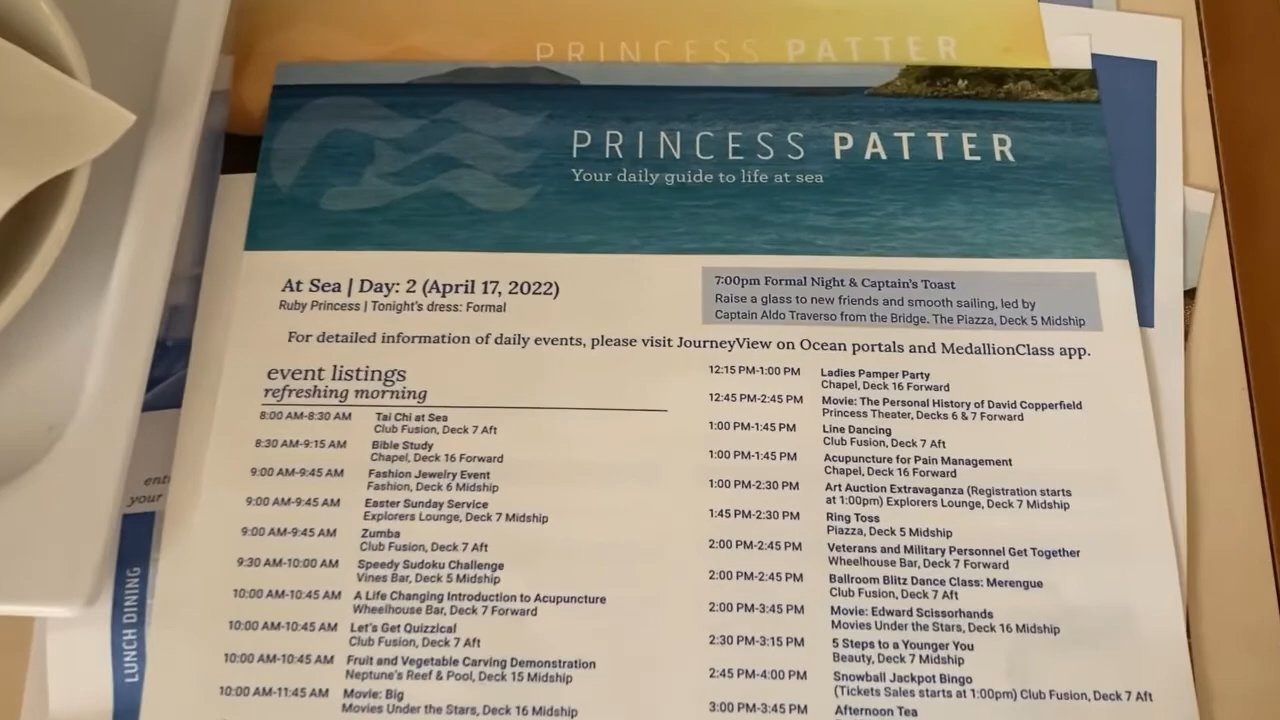 PRINCESS PATTER
PRINCESS PATTER
Your daily guide to life at sea
At Sea | Day: 2 (April 17, 2022)
Ruby Princess | Tonight's dress: Formal
7:00pm Formal Night & Captain's Toast
Raise a glass to new friends and smooth sailing, led by
Captain Aldo Traverso from the Bridge. The Piazza, Deck 5 Midship
For detailed information of daily events, please visit JourneyView on Ocean portals and MedallionClass app.
event listings
refreshing morning
8:00 AM-8:30 AM Tai Chi at Sea
Club Fusion, Deck 7 Aft
8:30 AM-9:15 AM Bible Study
Chapel, Deck 16 Forward
9:00 AM-9:45 AM Fashion Jewelry Event
Fashion, Deck 6 Midship
9:00 AM-9:45 AM Easter Sunday Service
Explorers Lounge, Deck 7 Midship
9:00 AM-9:45 AM Zumba
Club Fusion, Deck 7 Aft
9:30 AM-10:00 AM Speedy Sudoku Challenge
Vines Bar, Deck 5 Midship
10:00 AM-10:45 AM A Life Changing Introduction to Acupuncture
Wheelhouse Bar, Deck 7 Forward
10:00 AM-10:45 AM Let's Get Quizzical
Club Fusion, Deck 7 Aft
10:00 AM-10:45 AM Fruit and Vegetable Carving Demonstration
Neptune's Reef & Pool, Deck 15 Midship
10:00 AM-11:45 AM Movie: Big
Movies Under the Stars, Deck 16 Midship
12:15 PM-1:00 PM Ladies Pamper Party
Chapel, Deck 16 Forward
12:45 PM-2:45 PM Movie: The Personal History of David Copperfield
Princess Theater, Decks 6 & 7 Forward
1:00 PM-1:45 PM Line Dancing
Club Fusion, Deck 7 Aft
1:00 PM-1:45 PM Acupuncture for Pain Management
Chapel, Deck 16 Forward
1:00 PM-2:30 PM Art Auction Extravaganza (Registration starts
at 1:00pm) Explorers Lounge, Deck 7 Midship
1:45 PM-2:30 PM Ring Toss
Piazza, Deck 5 Midship
2:00 PM-2:45 PM Veterans and Military Personnel Get Together
Wheelhouse Bar, Deck 7 Forward
2:00 PM-2:45 PM Ballroom Blitz Dance Class: Merengue
Club Fusion, Deck 7 Aft
2:00 PM-3:45 PM Movie: Edward Scissorhands
Movies Under the Stars, Deck 16 Midship
2:30 PM-3:15 PM 5 Steps to a Younger You
Beauty, Deck 7 Midship
2:45 PM-4:00 PM Snowball Jackpot Bingo
(Tickets Sales starts at 1:00pm) Club Fusion, Deck 7 Aft
3:00 PM-3:45 PM Afternoon Tea
your
LUNCH DINING